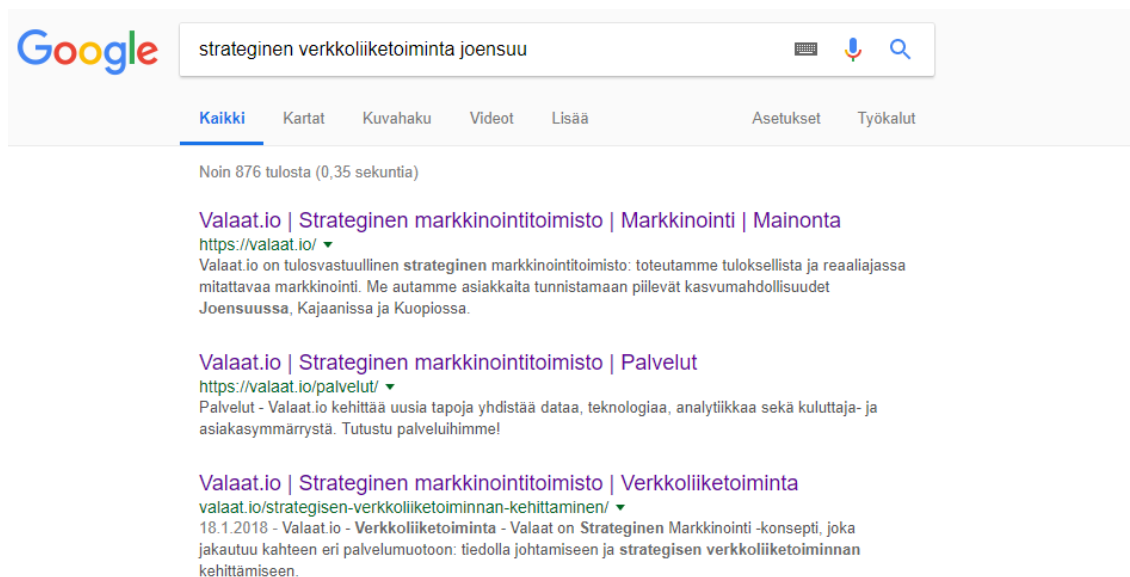 Google
strateginen verkkoliiketoiminta joensuu
Kaikki Kartat Kuvahaku Videot Lisää Asetukset Työkalut
Noin 876 tulosta (0,35 sekuntia)
Valaat.io | Strateginen markkinointitoimisto | Markkinointi | Mainonta
https://valaat.io/
Valaat.io on tulosvastuullinen strateginen markkinointitoimisto: toteutamme tuloksellista ja reaaliajassa
mitattavaa markkinointi. Me autamme asiakkaita tunnistamaan piilevät kasvumahdollisuudet
Joensuussa, Kajaanissa ja Kuopiossa.
Valaat.io | Strateginen markkinointitoimisto | Palvelut
https://valaat.io/palvelut/
Palvelut - Valaat.io kehittää uusia tapoja yhdistää dataa, teknologiaa, analytiikkaa sekä kuluttaja- ja
asiakasymmärrystä. Tutustu palveluihimme!
Valaat.io | Strateginen markkinointitoimisto | Verkkoliiketoiminta
valaat.io/strategisen-verkkoliiketoiminnan-kehittaminen/
18.1.2018 - Valaat.io - Verkkoliiketoiminta - Valaat on Strateginen Markkinointi -konsepti, joka
jakautuu kahteen eri palvelumuotoon: tiedolla johtamiseen ja strategisen verkkoliiketoiminnan
kehittämiseen.